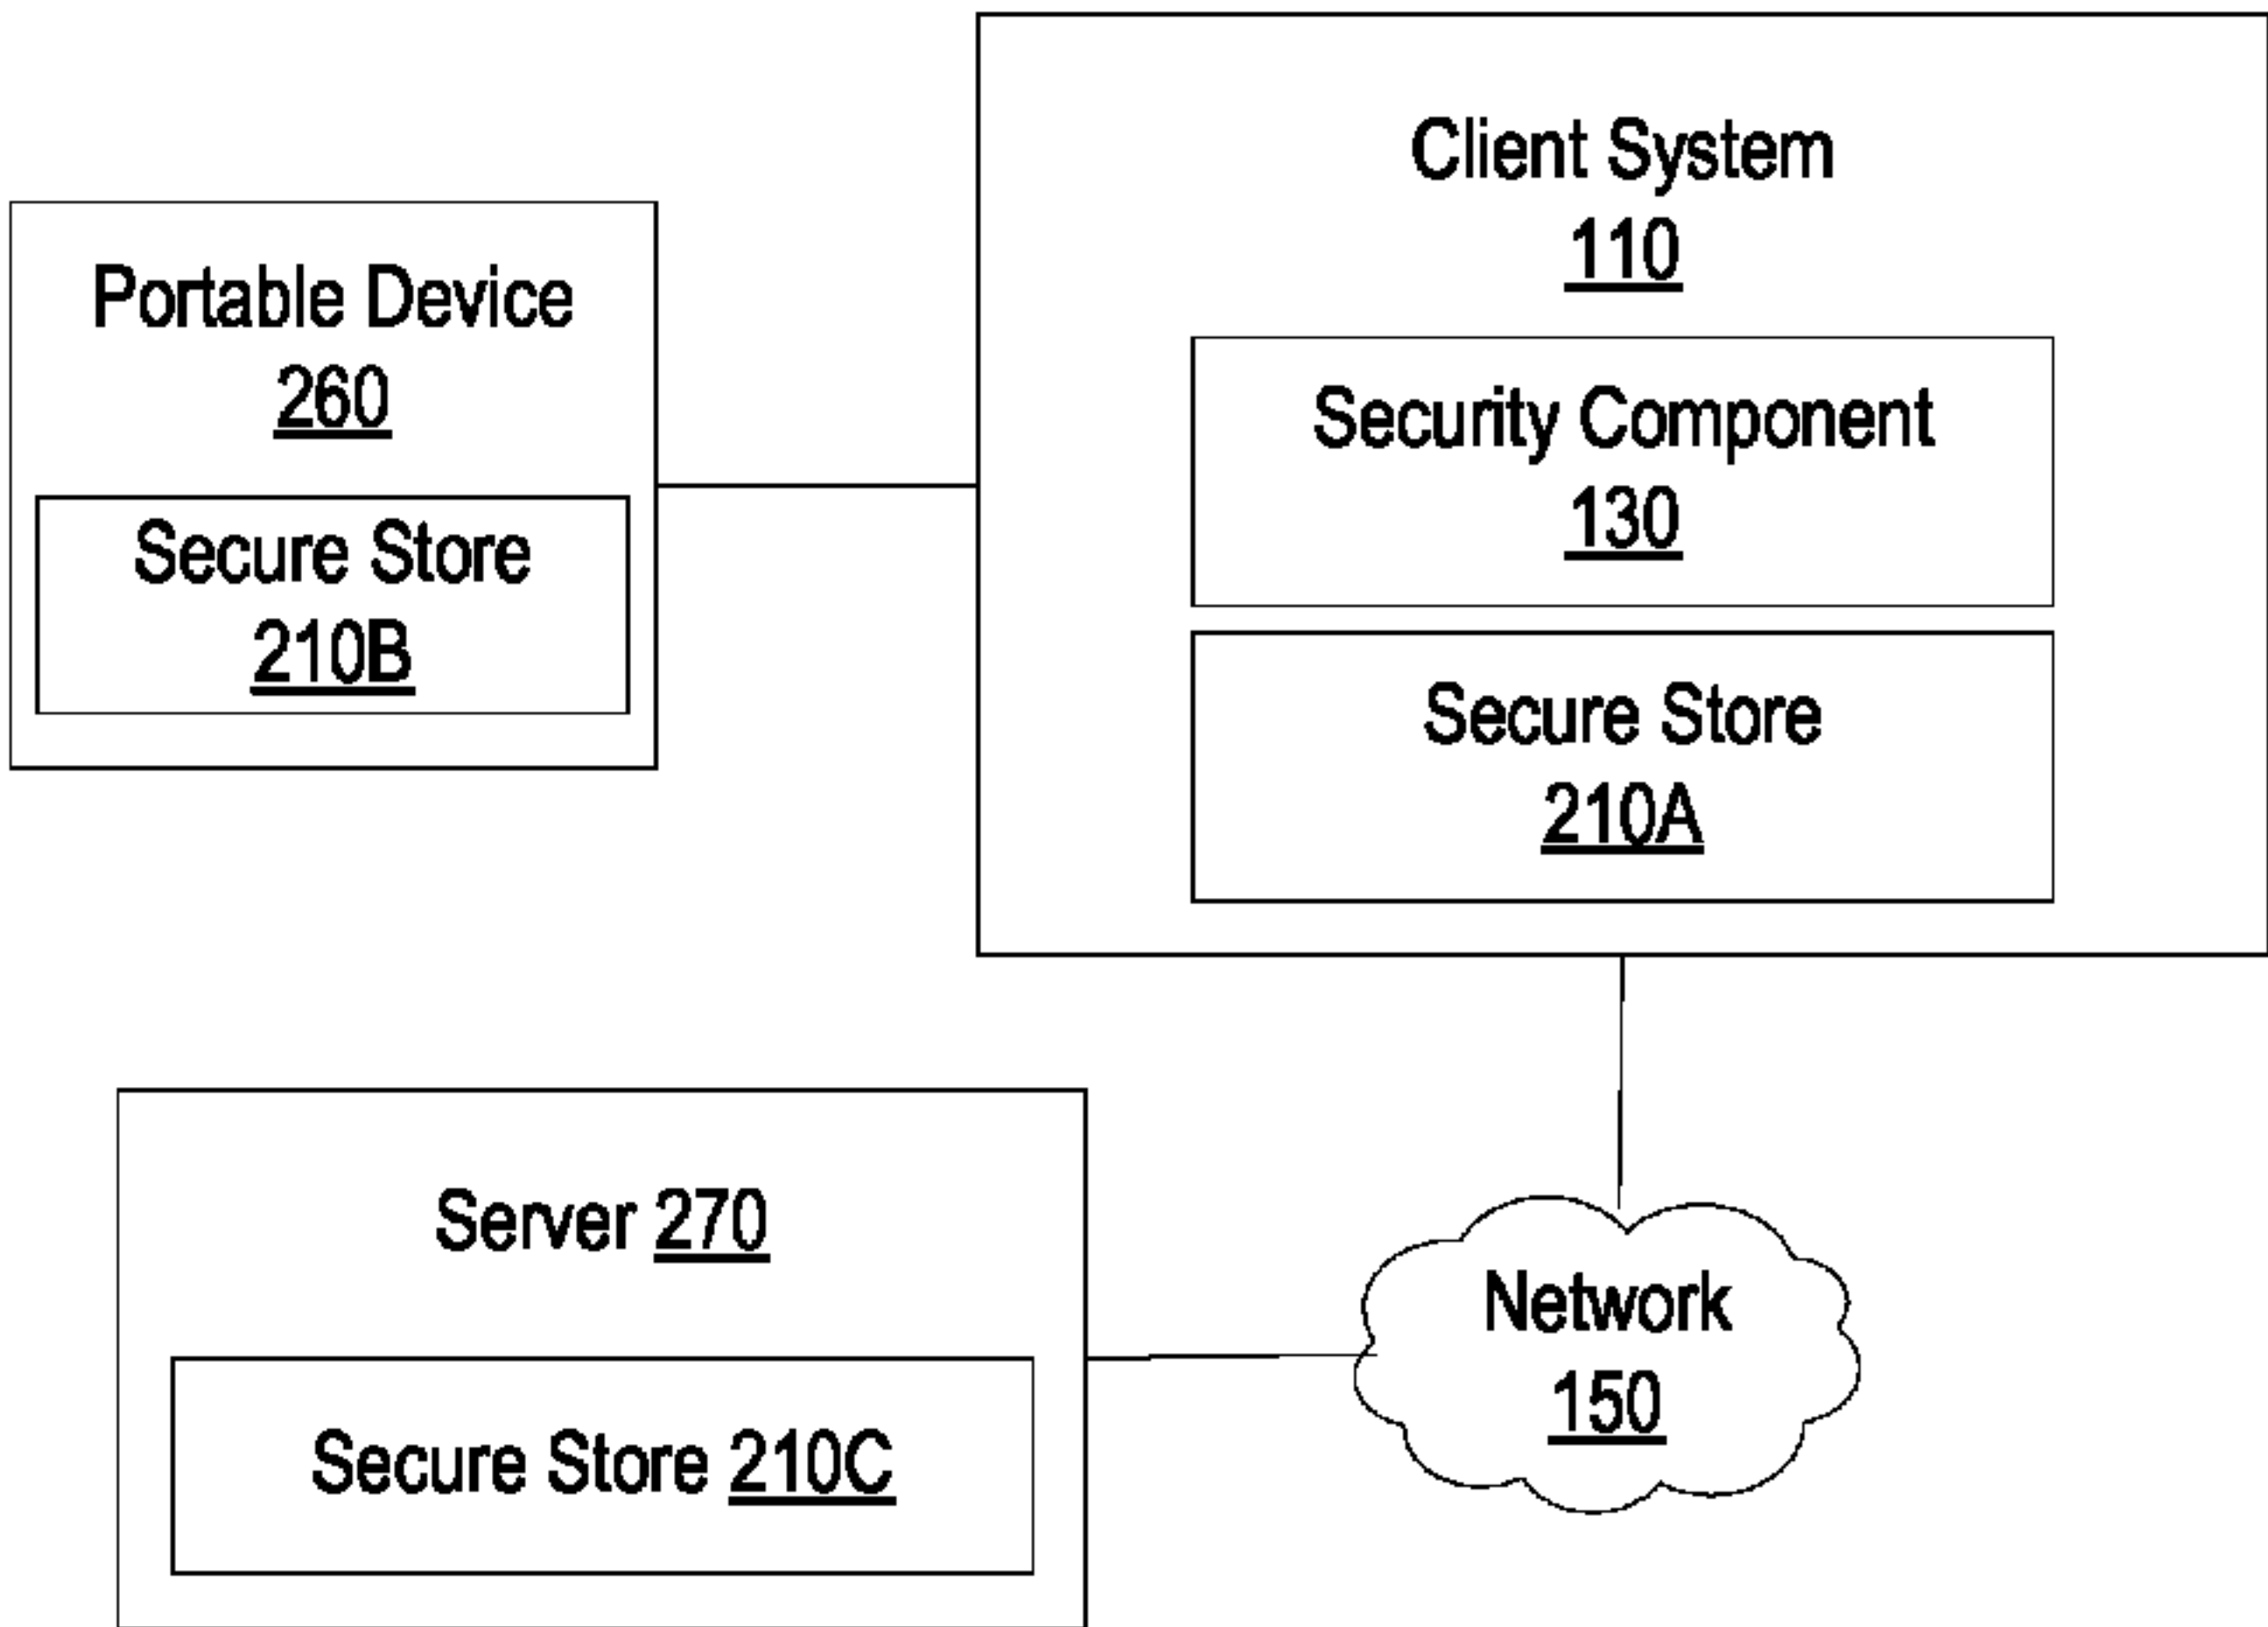 Client System
110
Portable Device
260
Security Component
130
Secure Store
210B
Secure Store
210A
Server 270
Network
150
Secure Store 210C